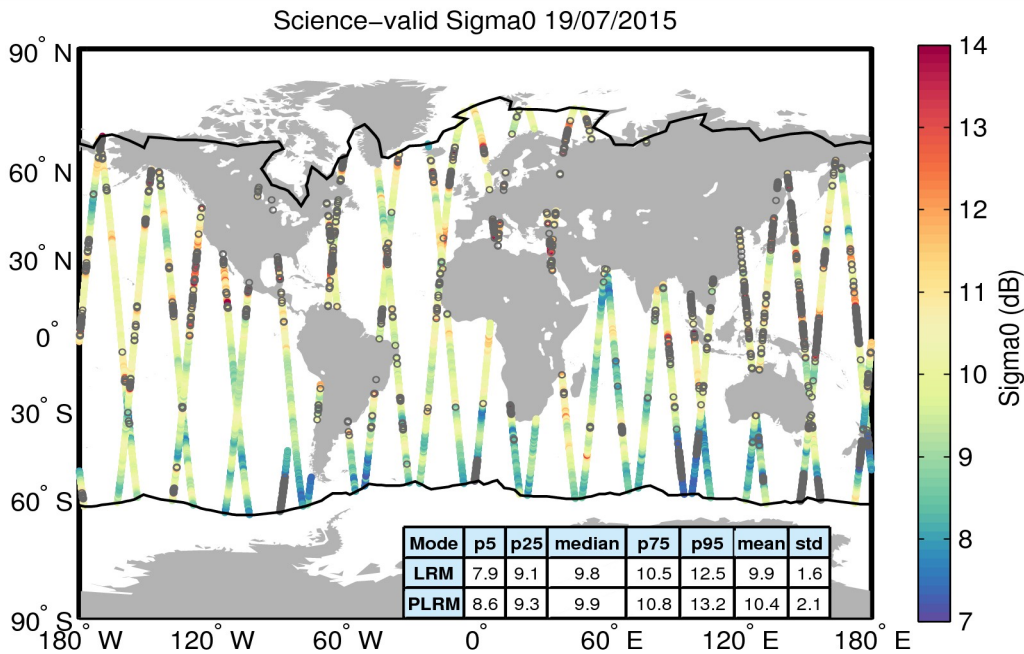 Science−valid Sigma0 19/07/2015
90° N
60° N
30° N
0°
30° S
60° S
90° S
180° W
120° W
60° W
0°
60° E
120° E
180° E
14
13
12
11
10
9
8
7
Sigma0 (dB)
Mode p5 p25 median p75 p95 mean std
LRM 7.9 9.1 9.8 10.5 12.5 9.9 1.6
PLRM 8.6 9.3 9.9 10.8 13.2 10.4 2.1